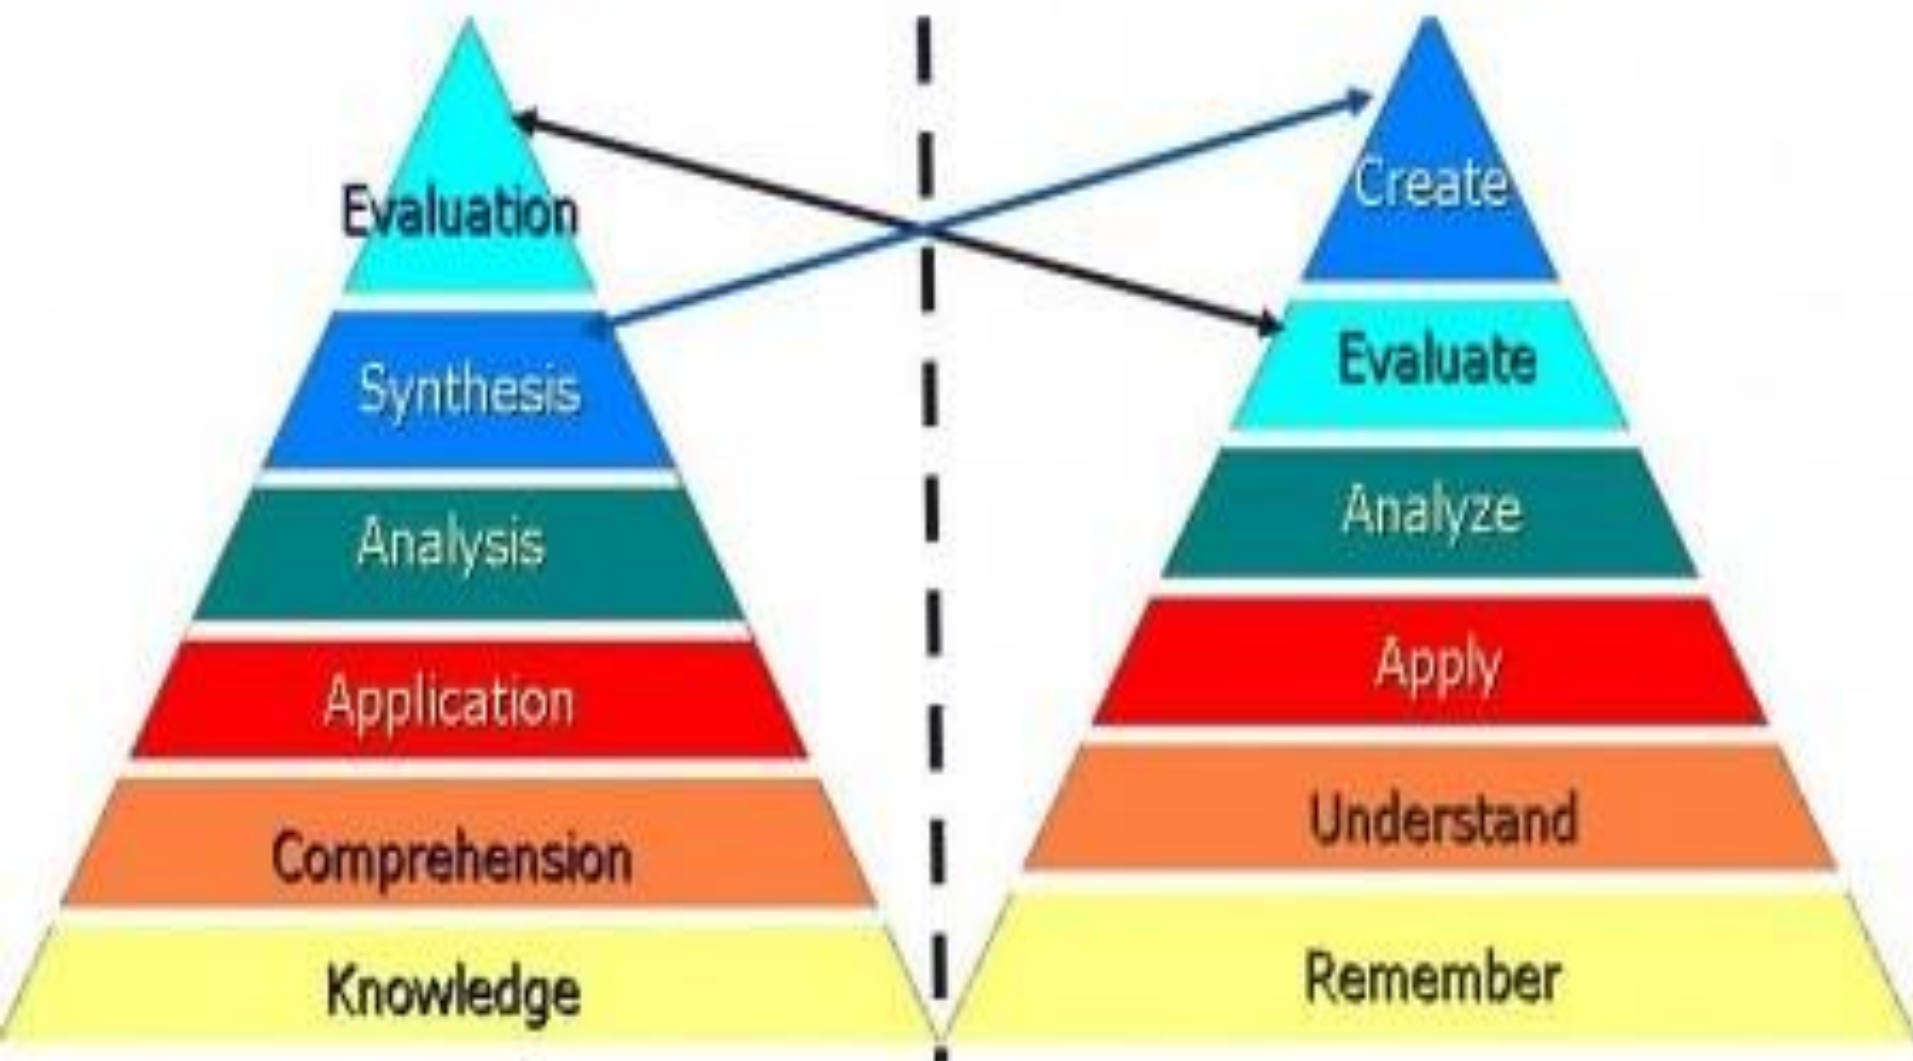 Evaluation
Synthesis
Analysis
Application
Comprehension
Knowledge
Create
Evaluate
Analyze
Apply
Understand
Remember